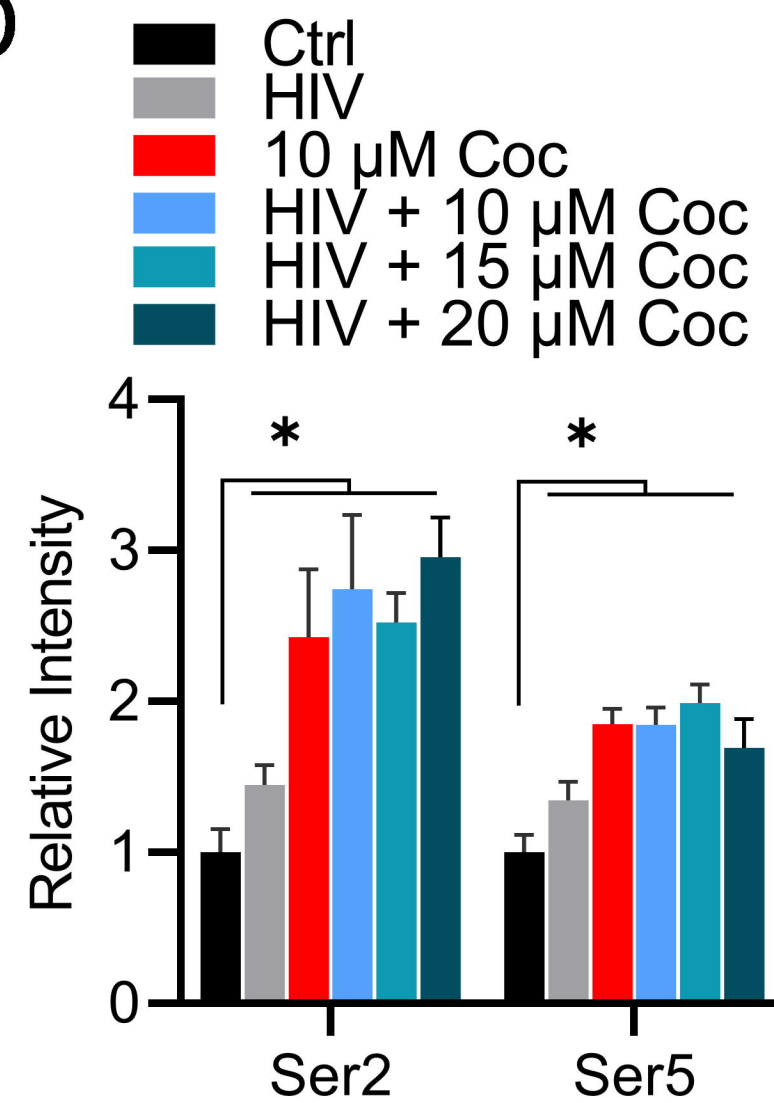 Ctrl
HIV
10 µM Coc
HIV + 10 µM Coc
HIV + 15 µM Coc
HIV + 20 µM Coc
4
* *
3
2
1
0
Relative Intensity
Ser2 Ser5